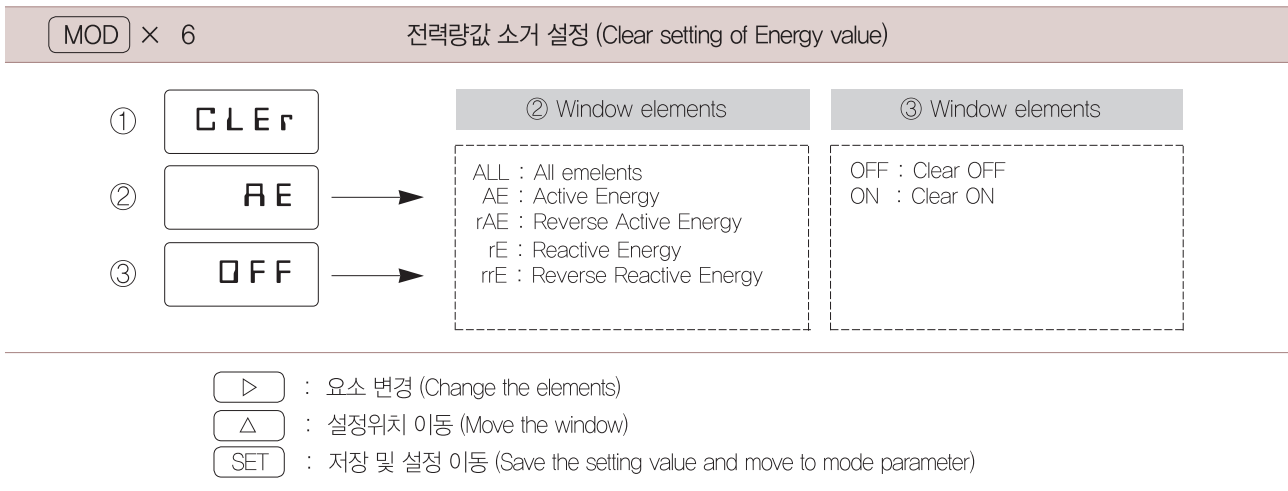 MOD × 6 전력량값 소거 설정 (Clear setting of Energy value)
① CLEr
② AE
③ OFF
② Window elements
ALL : All emelents
AE : Active Energy
rAE : Reverse Active Energy
rE : Reactive Energy
rrE : Reverse Reactive Energy
③ Window elements
OFF : Clear OFF
ON : Clear ON
▷ : 요소 변경 (Change the elements)
△ : 설정위치 이동 (Move the window)
SET : 저장 및 설정 이동 (Save the setting value and move to mode parameter)